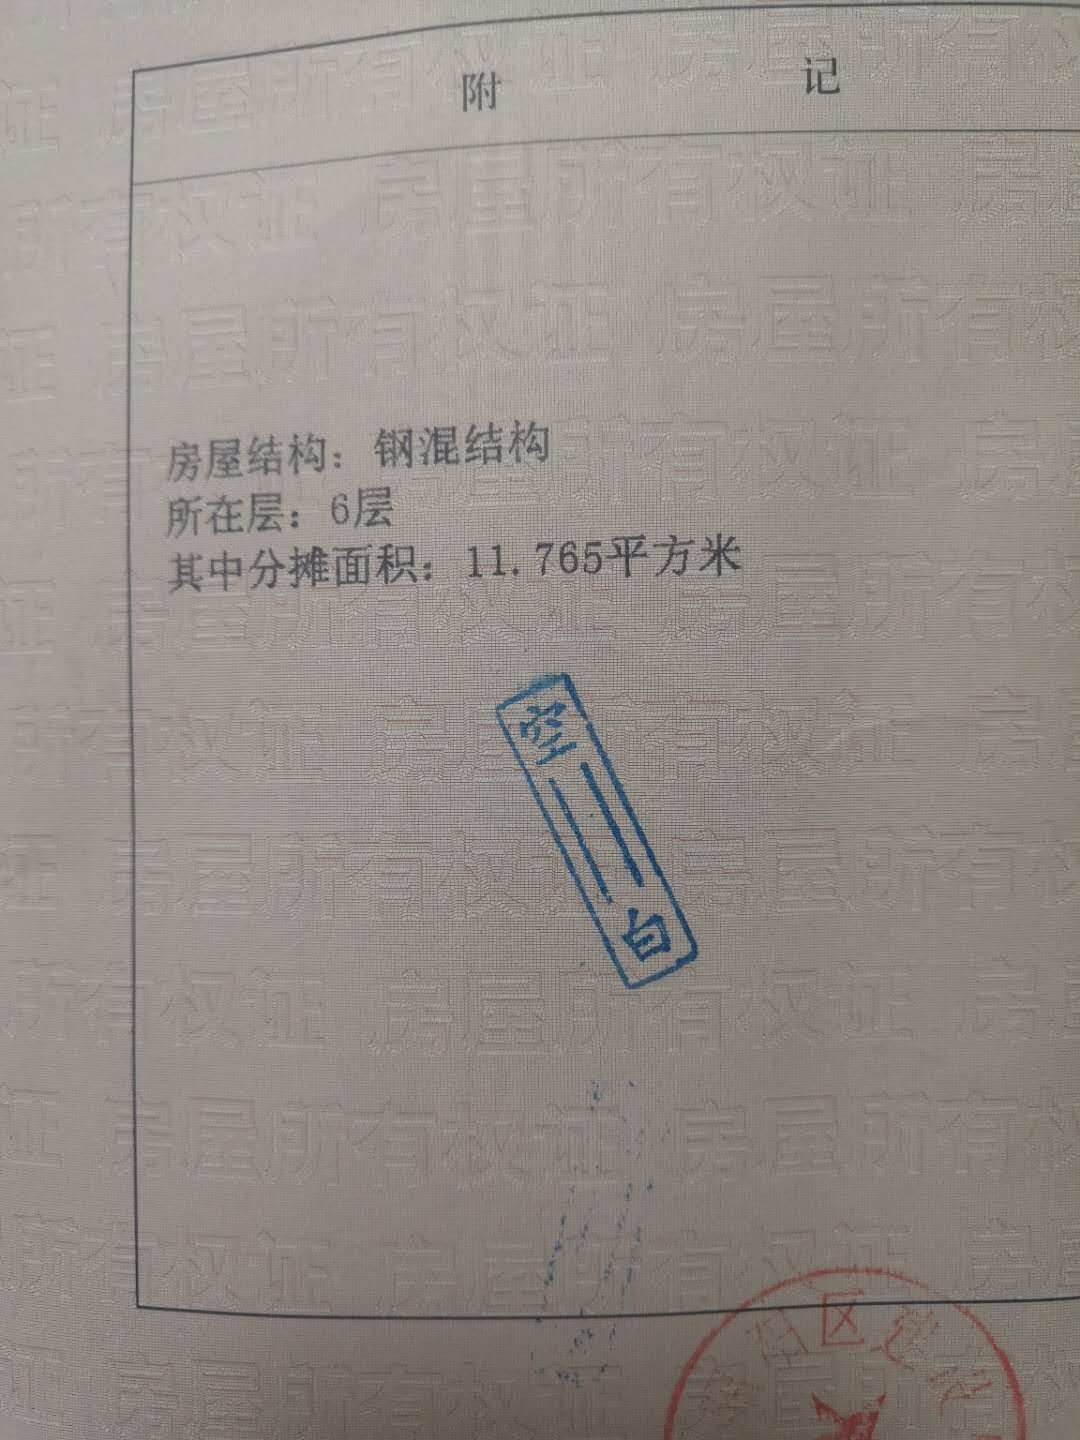 附 记
房屋结构：钢混结构
所在层：6层
其中分摊面积：11.765平方米
空
白
区